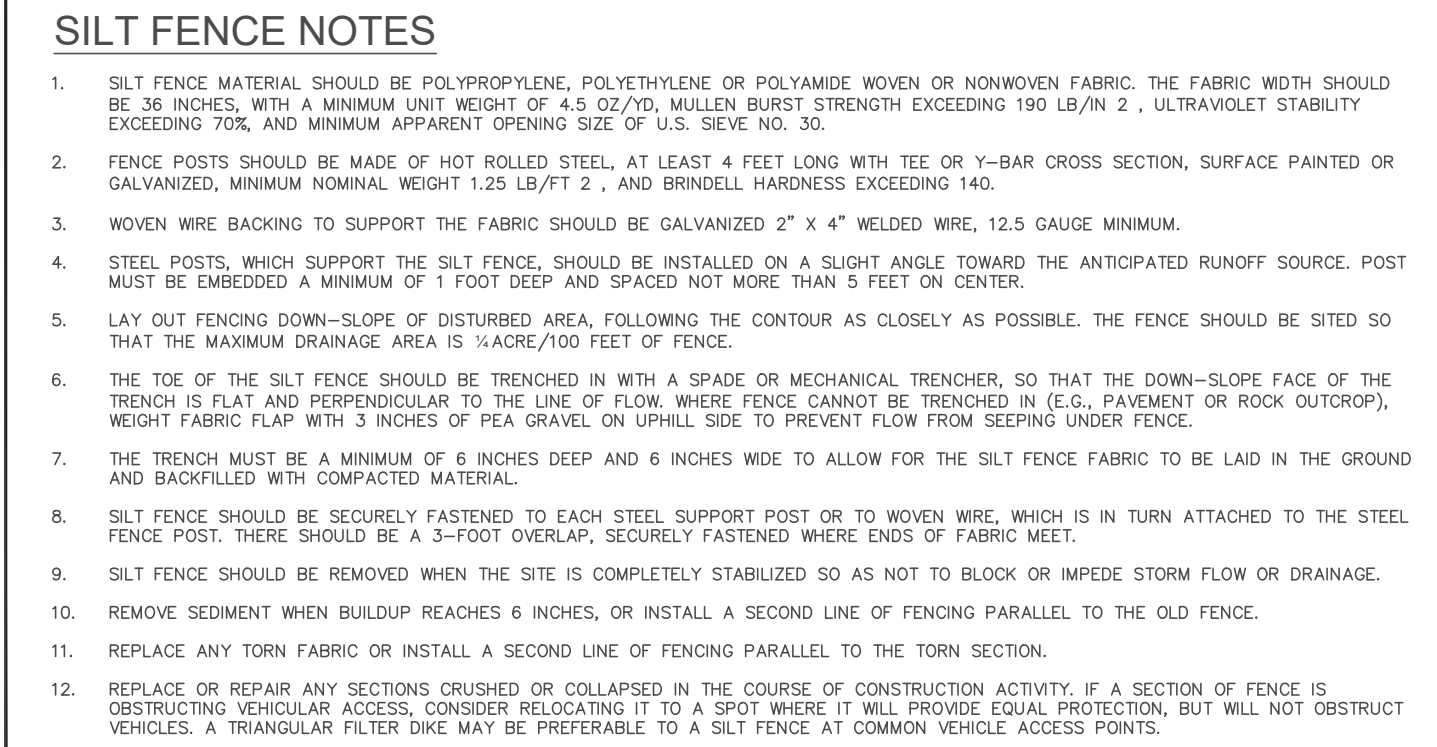 SILT FENCE NOTES
1. SILT FENCE MATERIAL SHOULD BE POLYPROPYLENE, POLYETHYLENE OR POLYAMIDE WOVEN OR NONWOVEN FABRIC. THE FABRIC WIDTH SHOULD
BE 36 INCHES, WITH A MINIMUM UNIT WEIGHT OF 4.5 OZ/YD, MULLEN BURST STRENGTH EXCEEDING 190 LB/IN 2 , ULTRAVIOLET STABILITY
EXCEEDING 70%, AND MINIMUM APPARENT OPENING SIZE OF U.S. SIEVE NO. 30.
2. FENCE POSTS SHOULD BE MADE OF HOT ROLLED STEEL, AT LEAST 4 FEET LONG WITH TEE OR Y-BAR CROSS SECTION, SURFACE PAINTED OR
GALVANIZED, MINIMUM NOMINAL WEIGHT 1.25 LB/FT 2 , AND BRINDELL HARDNESS EXCEEDING 140.
3. WOVEN WIRE BACKING TO SUPPORT THE FABRIC SHOULD BE GALVANIZED 2" X 4" WELDED WIRE, 12.5 GAUGE MINIMUM.
4. STEEL POSTS, WHICH SUPPORT THE SILT FENCE, SHOULD BE INSTALLED ON A SLIGHT ANGLE TOWARD THE ANTICIPATED RUNOFF SOURCE. POST
MUST BE EMBEDDED A MINIMUM OF 1 FOOT DEEP AND SPACED NOT MORE THAN 5 FEET ON CENTER.
5. LAY OUT FENCING DOWN-SLOPE OF DISTURBED AREA, FOLLOWING THE CONTOUR AS CLOSELY AS POSSIBLE. THE FENCE SHOULD BE SITED SO
THAT THE MAXIMUM DRAINAGE AREA IS ¼ ACRE/100 FEET OF FENCE.
6. THE TOE OF THE SILT FENCE SHOULD BE TRENCHED IN WITH A SPADE OR MECHANICAL TRENCHER, SO THAT THE DOWN-SLOPE FACE OF THE
TRENCH IS FLAT AND PERPENDICULAR TO THE LINE OF FLOW. WHERE FENCE CANNOT BE TRENCHED IN (E.G., PAVEMENT OR ROCK OUTCROP),
WEIGHT FABRIC FLAP WITH 3 INCHES OF PEA GRAVEL ON UPHILL SIDE TO PREVENT FLOW FROM SEEPING UNDER FENCE.
7. THE TRENCH MUST BE A MINIMUM OF 6 INCHES DEEP AND 6 INCHES WIDE TO ALLOW FOR THE SILT FENCE FABRIC TO BE LAID IN THE GROUND
AND BACKFILLED WITH COMPACTED MATERIAL.
8. SILT FENCE SHOULD BE SECURELY FASTENED TO EACH STEEL SUPPORT POST OR TO WOVEN WIRE, WHICH IS IN TURN ATTACHED TO THE STEEL
FENCE POST. THERE SHOULD BE A 3-FOOT OVERLAP, SECURELY FASTENED WHERE ENDS OF FABRIC MEET.
9. SILT FENCE SHOULD BE REMOVED WHEN THE SITE IS COMPLETELY STABILIZED SO AS NOT TO BLOCK OR IMPEDE STORM FLOW OR DRAINAGE.
10. REMOVE SEDIMENT WHEN BUILDUP REACHES 6 INCHES, OR INSTALL A SECOND LINE OF FENCING PARALLEL TO THE OLD FENCE.
11. REPLACE ANY TORN FABRIC OR INSTALL A SECOND LINE OF FENCING PARALLEL TO THE TORN SECTION.
12. REPLACE OR REPAIR ANY SECTIONS CRUSHED OR COLLAPSED IN THE COURSE OF CONSTRUCTION ACTIVITY. IF A SECTION OF FENCE IS
OBSTRUCTING VEHICULAR ACCESS, CONSIDER RELOCATING IT TO A SPOT WHERE IT WILL PROVIDE EQUAL PROTECTION, BUT WILL NOT OBSTRUCT
VEHICLES. A TRIANGULAR FILTER DIKE MAY BE PREFERABLE TO A SILT FENCE AT COMMON VEHICLE ACCESS POINTS.